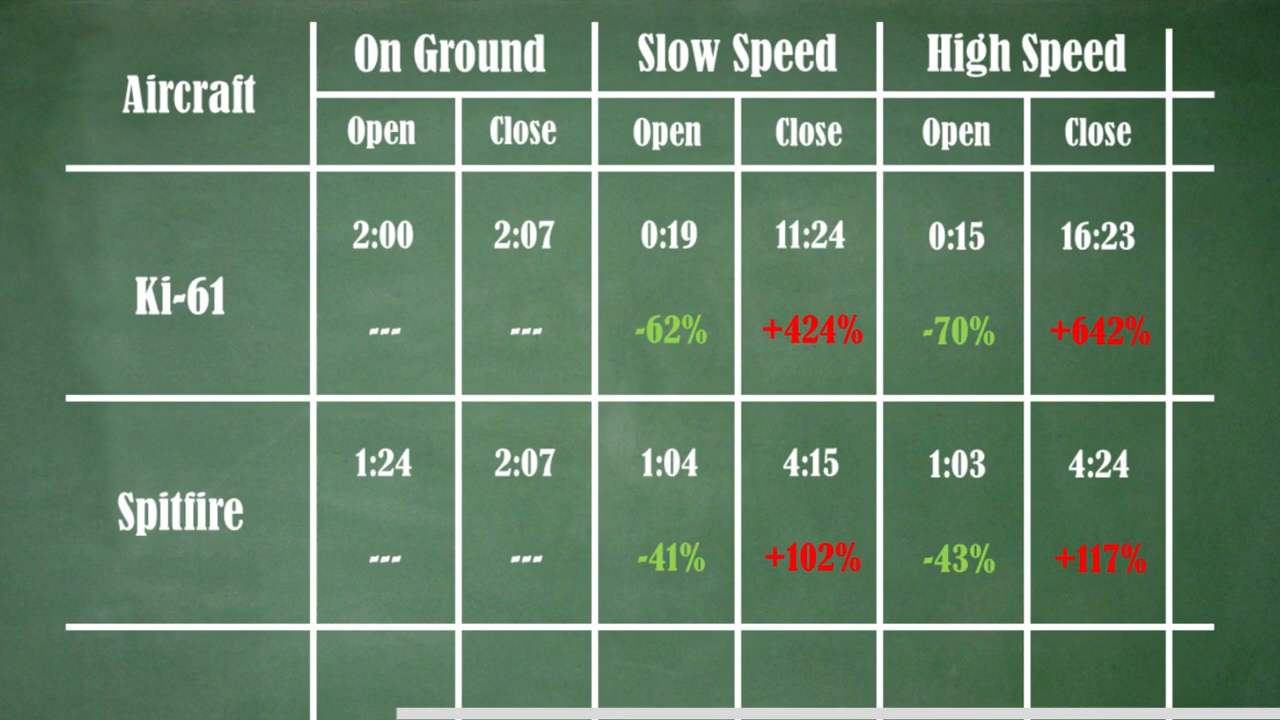 Aircraft On Ground Slow Speed High Speed
Open Close Open Close Open Close
Ki-61 2:00 2:07 0:19 11:24 0:15 16:23
--- --- -62% +424% -70% +642%
Spitfire 1:24 2:07 1:04 4:15 1:03 4:24
--- --- -41% +102% -43% +117%